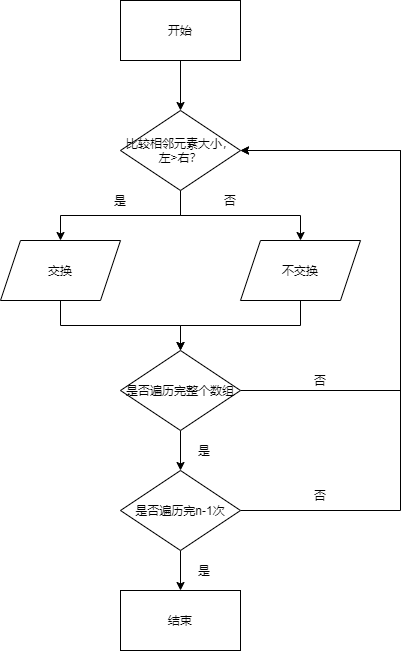 开始
比较相邻元素大小,
左>右？
是
否
交换
不交换
是否遍历完整个数组
否
是
是否遍历完n-1次
否
是
结束